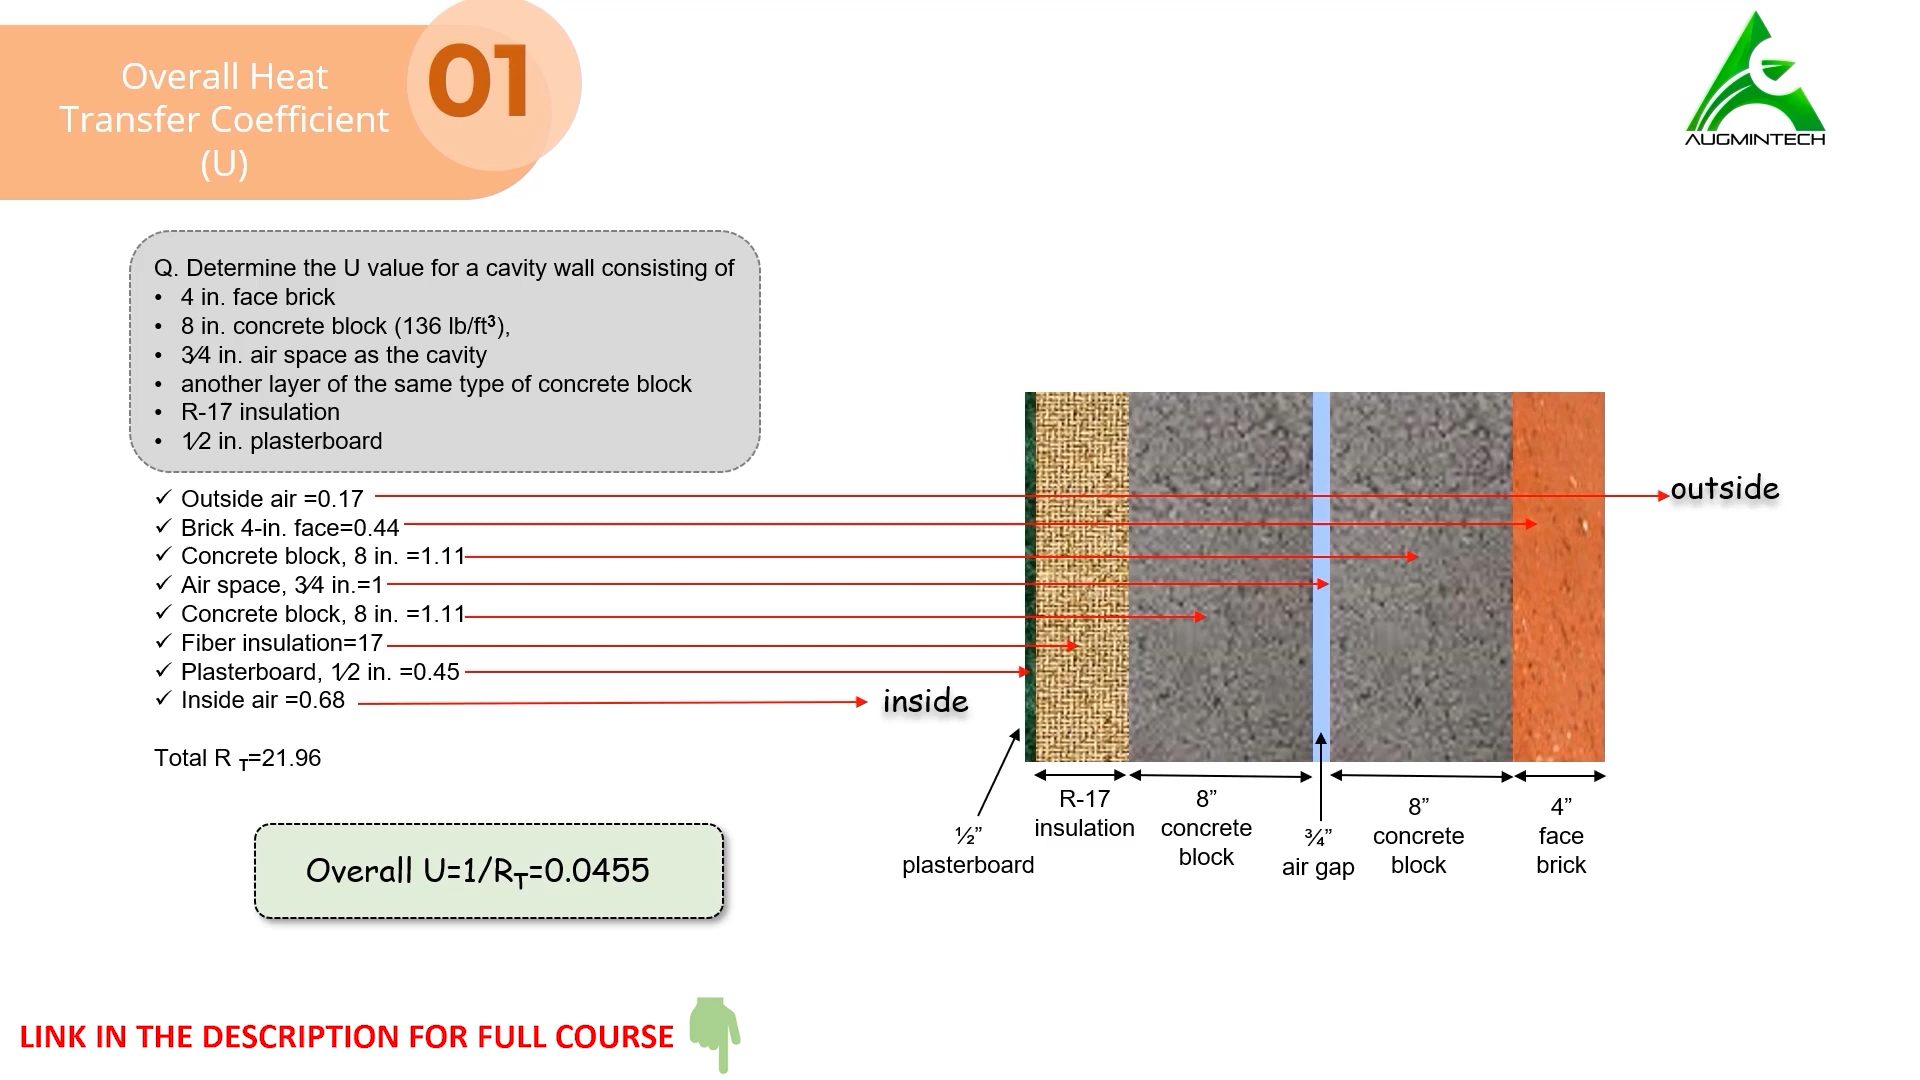 Overall Heat
Transfer Coefficient
(U)
01
AUGMINTECH
Q. Determine the U value for a cavity wall consisting of
• 4 in. face brick
• 8 in. concrete block (136 lb/ft³),
• 3⁄4 in. air space as the cavity
• another layer of the same type of concrete block
• R-17 insulation
• 1⁄2 in. plasterboard
✓ Outside air =0.17
✓ Brick 4-in. face=0.44
✓ Concrete block, 8 in. =1.11
✓ Air space, 3⁄4 in.=1
✓ Concrete block, 8 in. =1.11
✓ Fiber insulation=17
✓ Plasterboard, 1⁄2 in. =0.45
✓ Inside air =0.68
Total R T=21.96
Overall U=1/RT=0.0455
outside
inside
½”
plasterboard
R-17
insulation
8”
concrete
block
¾”
air gap
8”
concrete
block
4”
face
brick
LINK IN THE DESCRIPTION FOR FULL COURSE